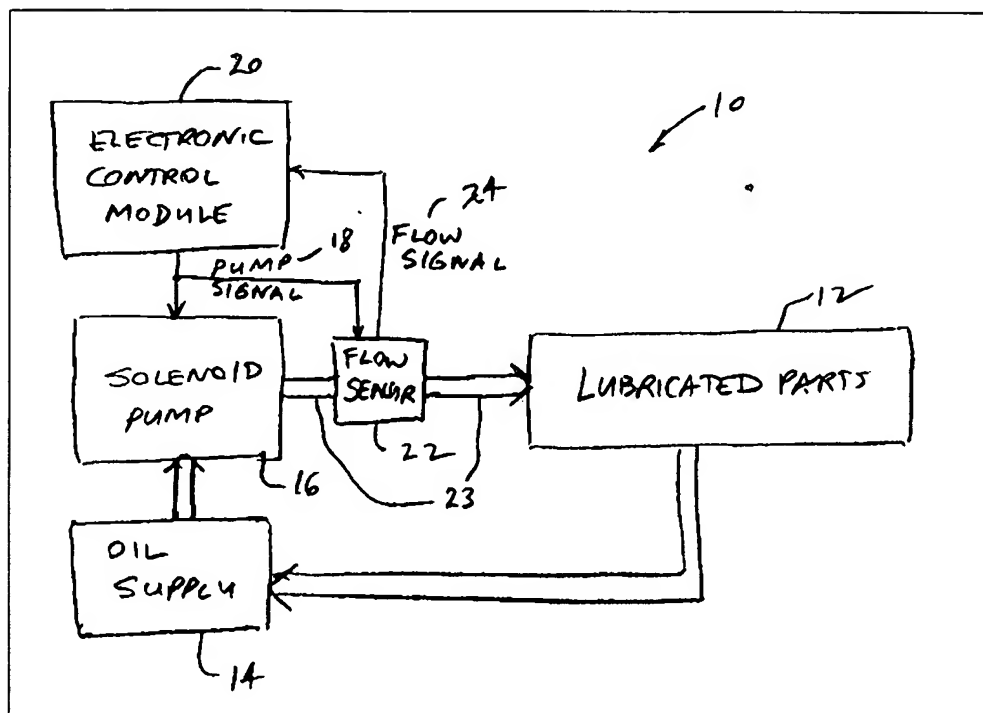 20
ELECTRONIC
CONTROL
MODULE
10
24
FLOW
SIGNAL
18
PUMP
SIGNAL
12
SOLENOID
PUMP
FLOW
SENSOR
LUBRICATED PARTS
22
16
23
OIL
SUPPLY
14